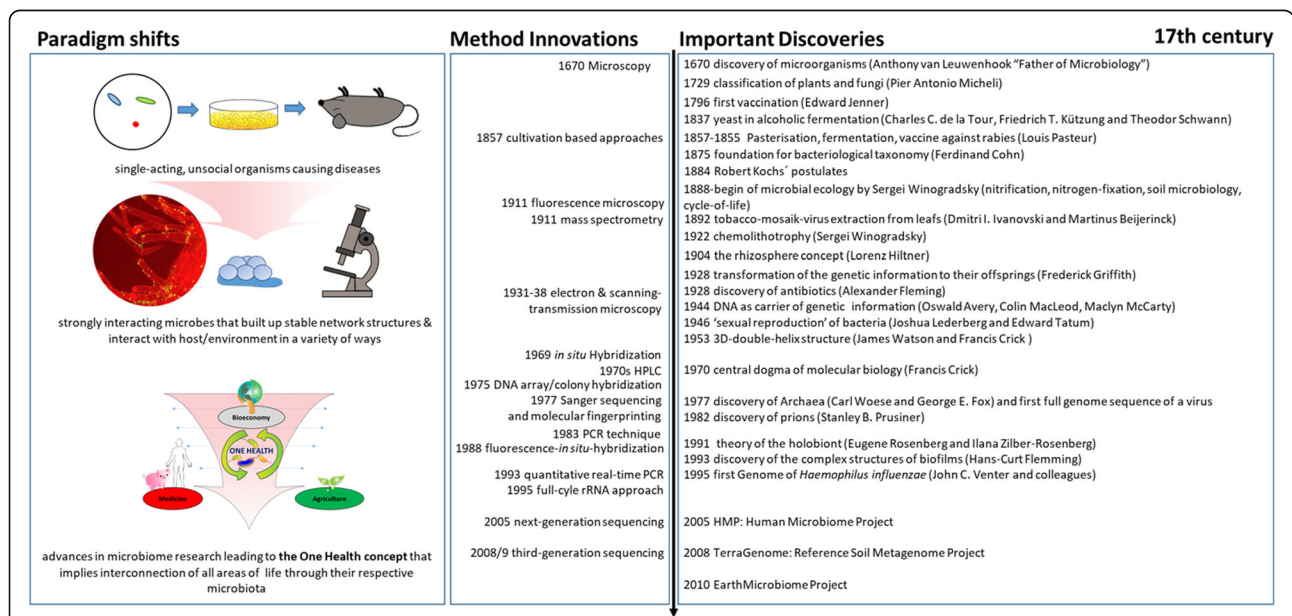 Paradigm shifts
single-acting, unsocial organisms causing diseases
strongly interacting microbes that built up stable network structures &
interact with host/environment in a variety of ways
Bioeconomy
ONE HEALTH
Medicine
Agriculture
advances in microbiome research leading to the One Health concept that
implies interconnection of all areas of life through their respective
microbiota
Method Innovations
1670 Microscopy
1857 cultivation based approaches
1911 fluorescence microscopy
1911 mass spectrometry
1931-38 electron & scanning-
transmission microscopy
1969 in situ Hybridization
1970s HPLC
1975 DNA array/colony hybridization
1977 Sanger sequencing
and molecular fingerprinting
1983 PCR technique
1988 fluorescence-in situ-hybridization
1993 quantitative real-time PCR
1995 full-cyle rRNA approach
2005 next-generation sequencing
2008/9 third-generation sequencing
Important Discoveries
17th century
1670 discovery of microorganisms (Anthony van Leuwenhook “Father of Microbiology”)
1729 classification of plants and fungi (Pier Antonio Micheli)
1796 first vaccination (Edward Jenner)
1837 yeast in alcoholic fermentation (Charles C. de la Tour, Friedrich T. Kützung and Theodor Schwann)
1857-1855 Pasterisation, fermentation, vaccine against rabies (Louis Pasteur)
1875 foundation for bacteriological taxonomy (Ferdinand Cohn)
1884 Robert Kochs´ postulates
1888-begin of microbial ecology by Sergei Winogradsky (nitrification, nitrogen-fixation, soil microbiology,
cycle-of-life)
1892 tobacco-mosaik-virus extraction from leafs (Dmitri I. Ivanovski and Martinus Beijerinck)
1922 chemolithotrophy (Sergei Winogradsky)
1904 the rhizosphere concept (Lorenz Hiltner)
1928 transformation of the genetic information to their offsprings (Frederick Griffith)
1928 discovery of antibiotics (Alexander Fleming)
1944 DNA as carrier of genetic information (Oswald Avery, Colin MacLeod, Maclyn McCarty)
1946 ‘sexual reproduction’ of bacteria (Joshua Lederberg and Edward Tatum)
1953 3D-double-helix structure (James Watson and Francis Crick )
1970 central dogma of molecular biology (Francis Crick)
1977 discovery of Archaea (Carl Woese and George E. Fox) and first full genome sequence of a virus
1982 discovery of prions (Stanley B. Prusiner)
1991 theory of the holobiont (Eugene Rosenberg and Ilana Zilber-Rosenberg)
1993 discovery of the complex structures of biofilms (Hans-Curt Flemming)
1995 first Genome of Haemophilus influenzae (John C. Venter and colleagues)
2005 HMP: Human Microbiome Project
2008 TerraGenome: Reference Soil Metagenome Project
2010 EarthMicrobiome Project